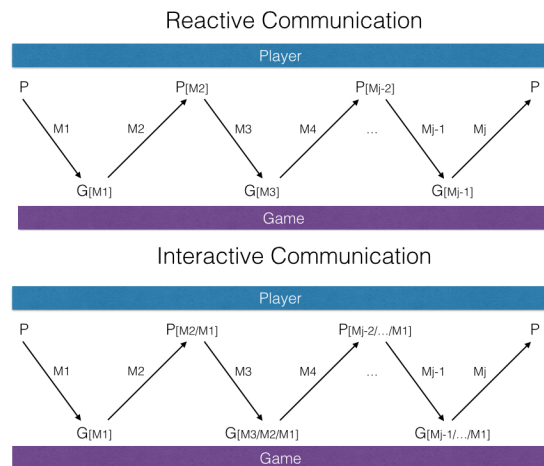 Reactive Communication
Player
P P[M2] P[Mj-2] P
M1 M2 M3 M4 ... Mj-1 Mj
G[M1] G[M3] G[Mj-1]
Game
Interactive Communication
Player
P P[M2/M1] P[Mj-2/.../M1] P
M1 M2 M3 M4 ... Mj-1 Mj
G[M1] G[M3/M2/M1] G[Mj-1/.../M1]
Game